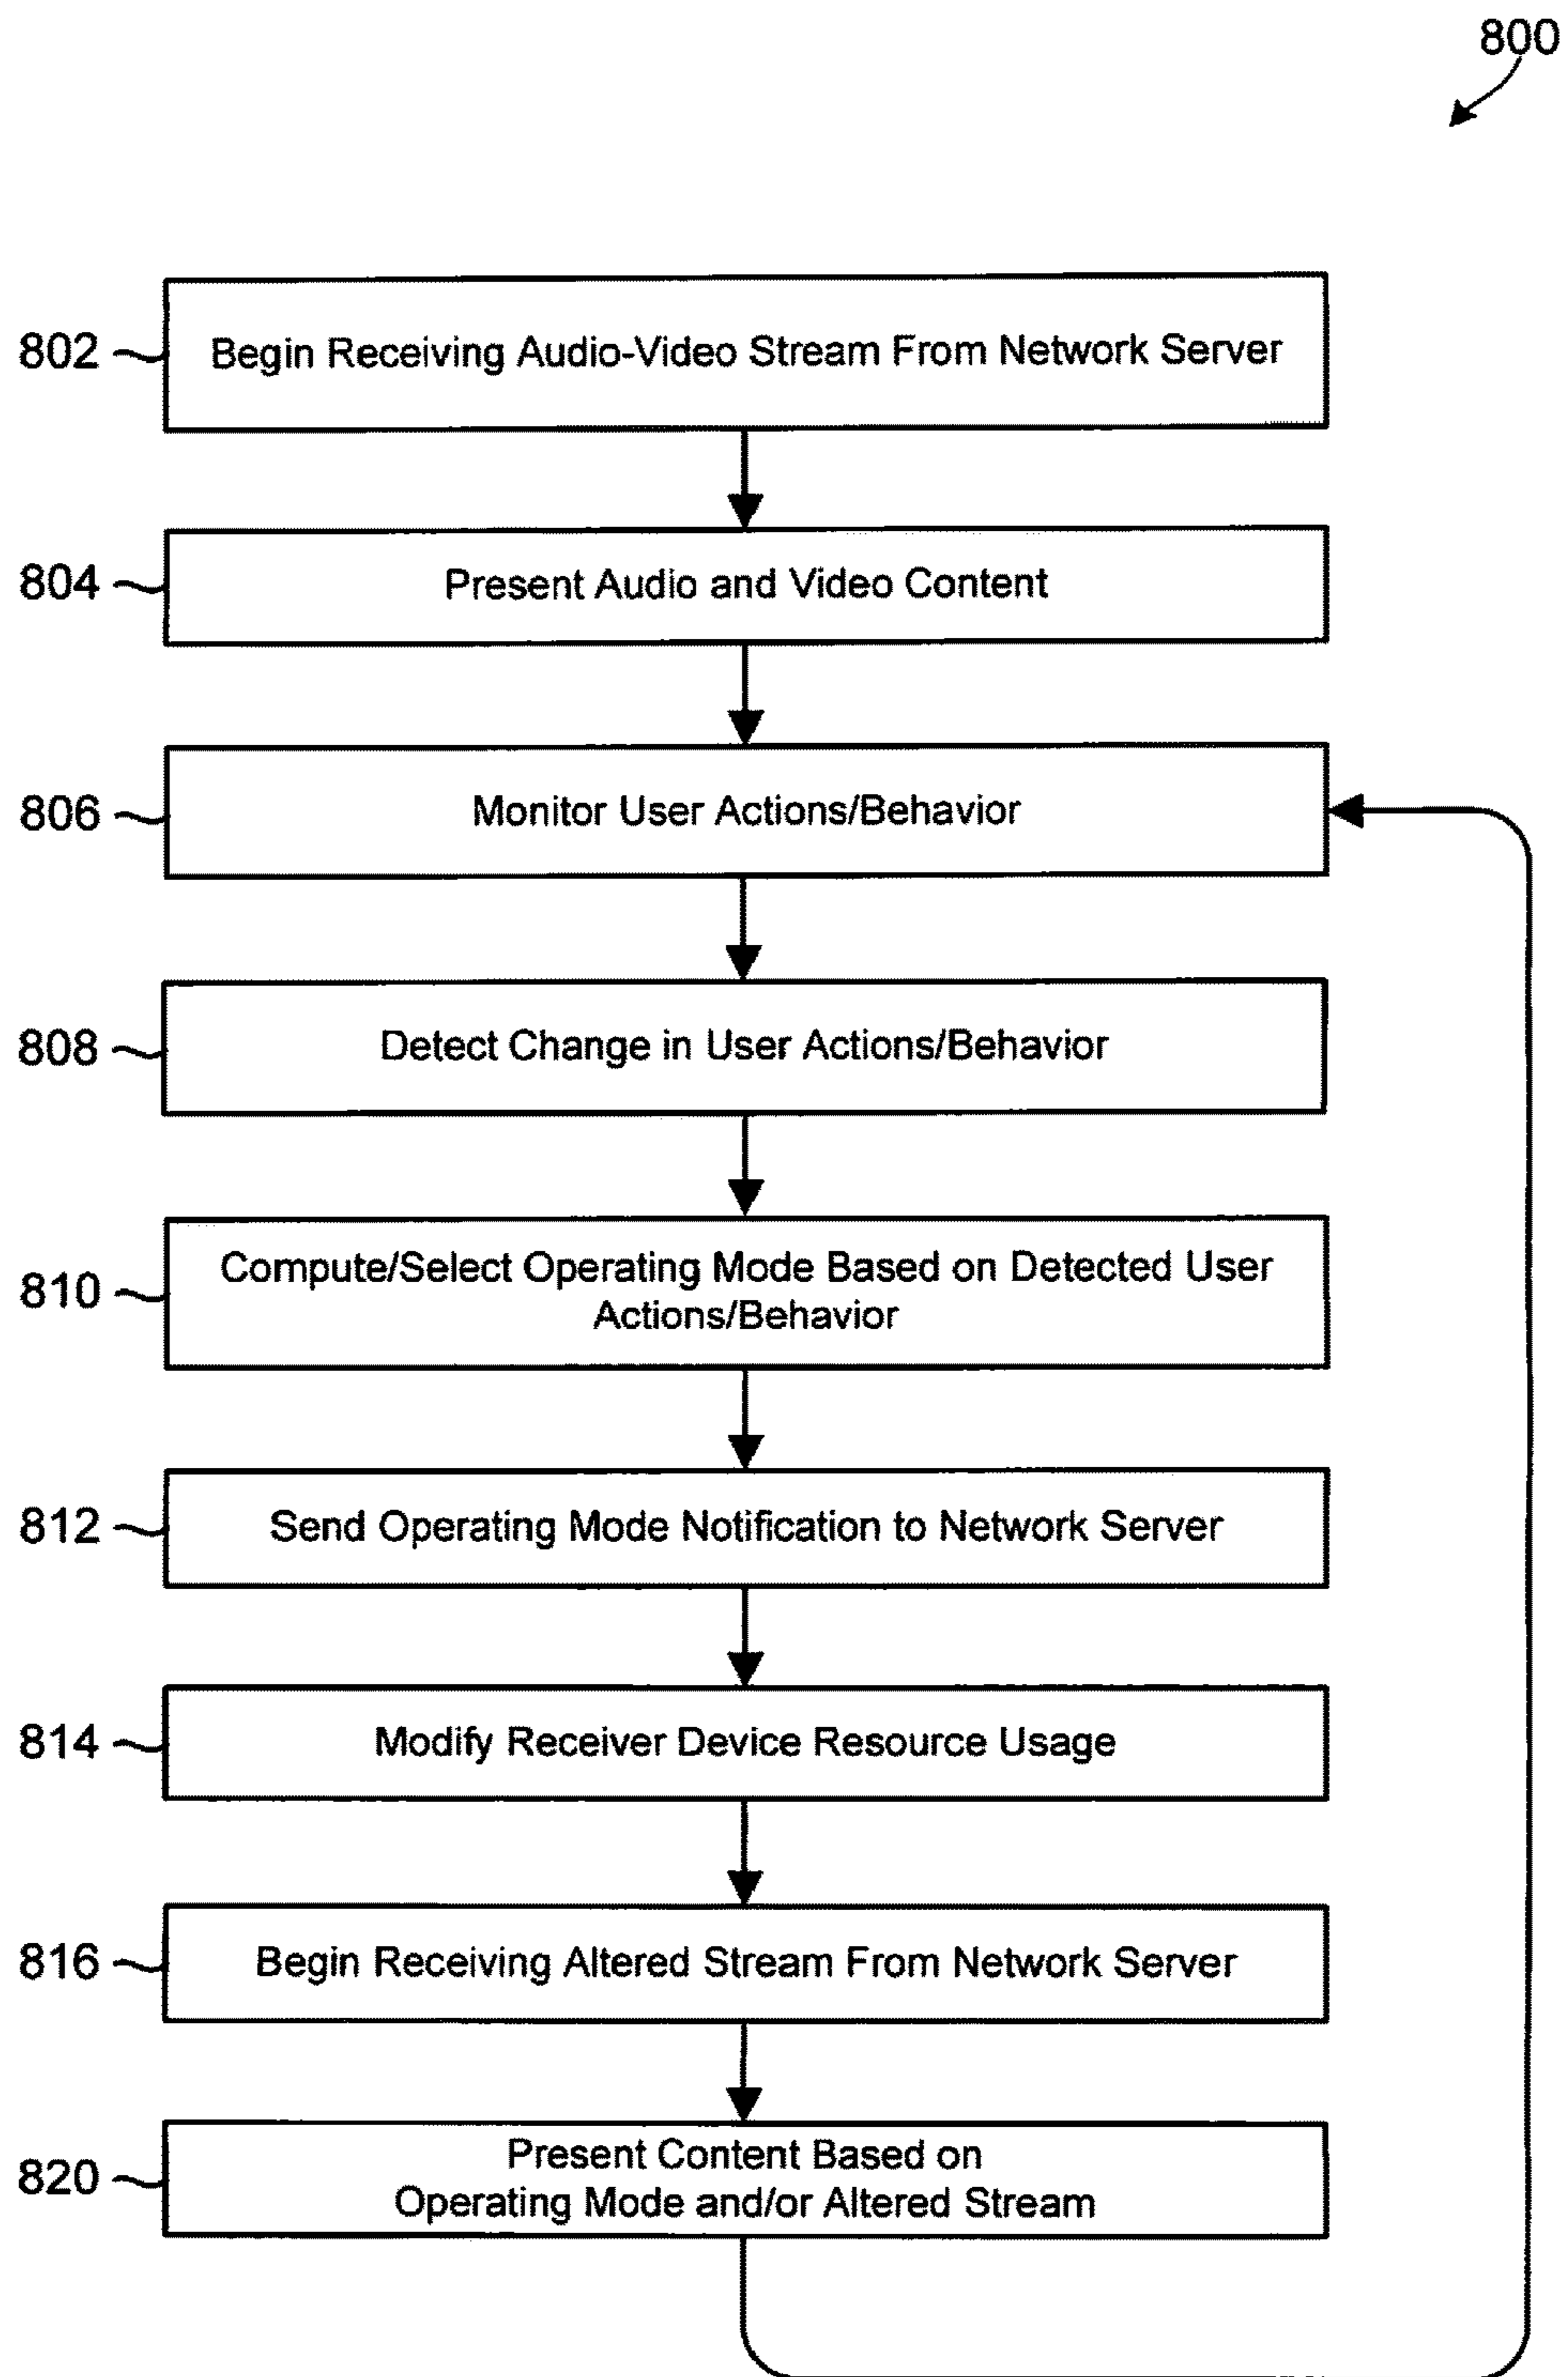 800
802
Begin Receiving Audio-Video Stream From Network Server
804
Present Audio and Video Content
806
Monitor User Actions/Behavior
808
Detect Change in User Actions/Behavior
810
Compute/Select Operating Mode Based on Detected User
Actions/Behavior
812
Send Operating Mode Notification to Network Server
814
Modify Receiver Device Resource Usage
816
Begin Receiving Altered Stream From Network Server
820
Present Content Based on
Operating Mode and/or Altered Stream